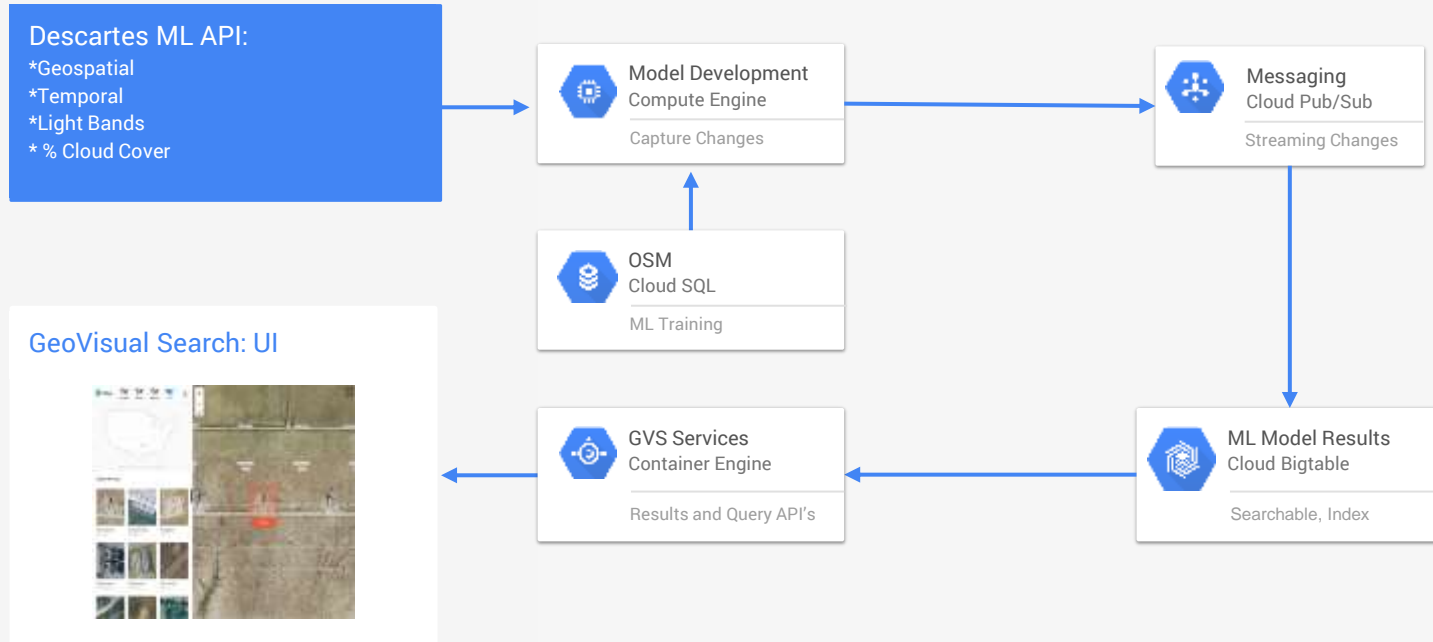 Descartes ML API:
*Geospatial
*Temporal
*Light Bands
* % Cloud Cover
Model Development
Compute Engine
Capture Changes
Messaging
Cloud Pub/Sub
Streaming Changes
OSM
Cloud SQL
ML Training
GeoVisual Search: UI
GVS Services
Container Engine
Results and Query API's
ML Model Results
Cloud Bigtable
Searchable, Index